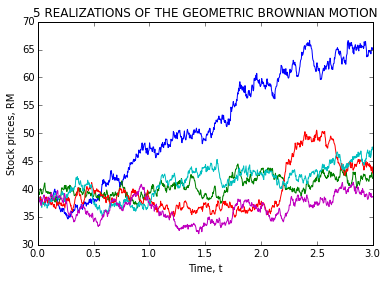 5 REALIZATIONS OF THE GEOMETRIC BROWNIAN MOTION
70
65
60
55
50
45
40
35
30
Stock prices, RM
0.0 0.5 1.0 1.5 2.0 2.5 3.0
Time, t